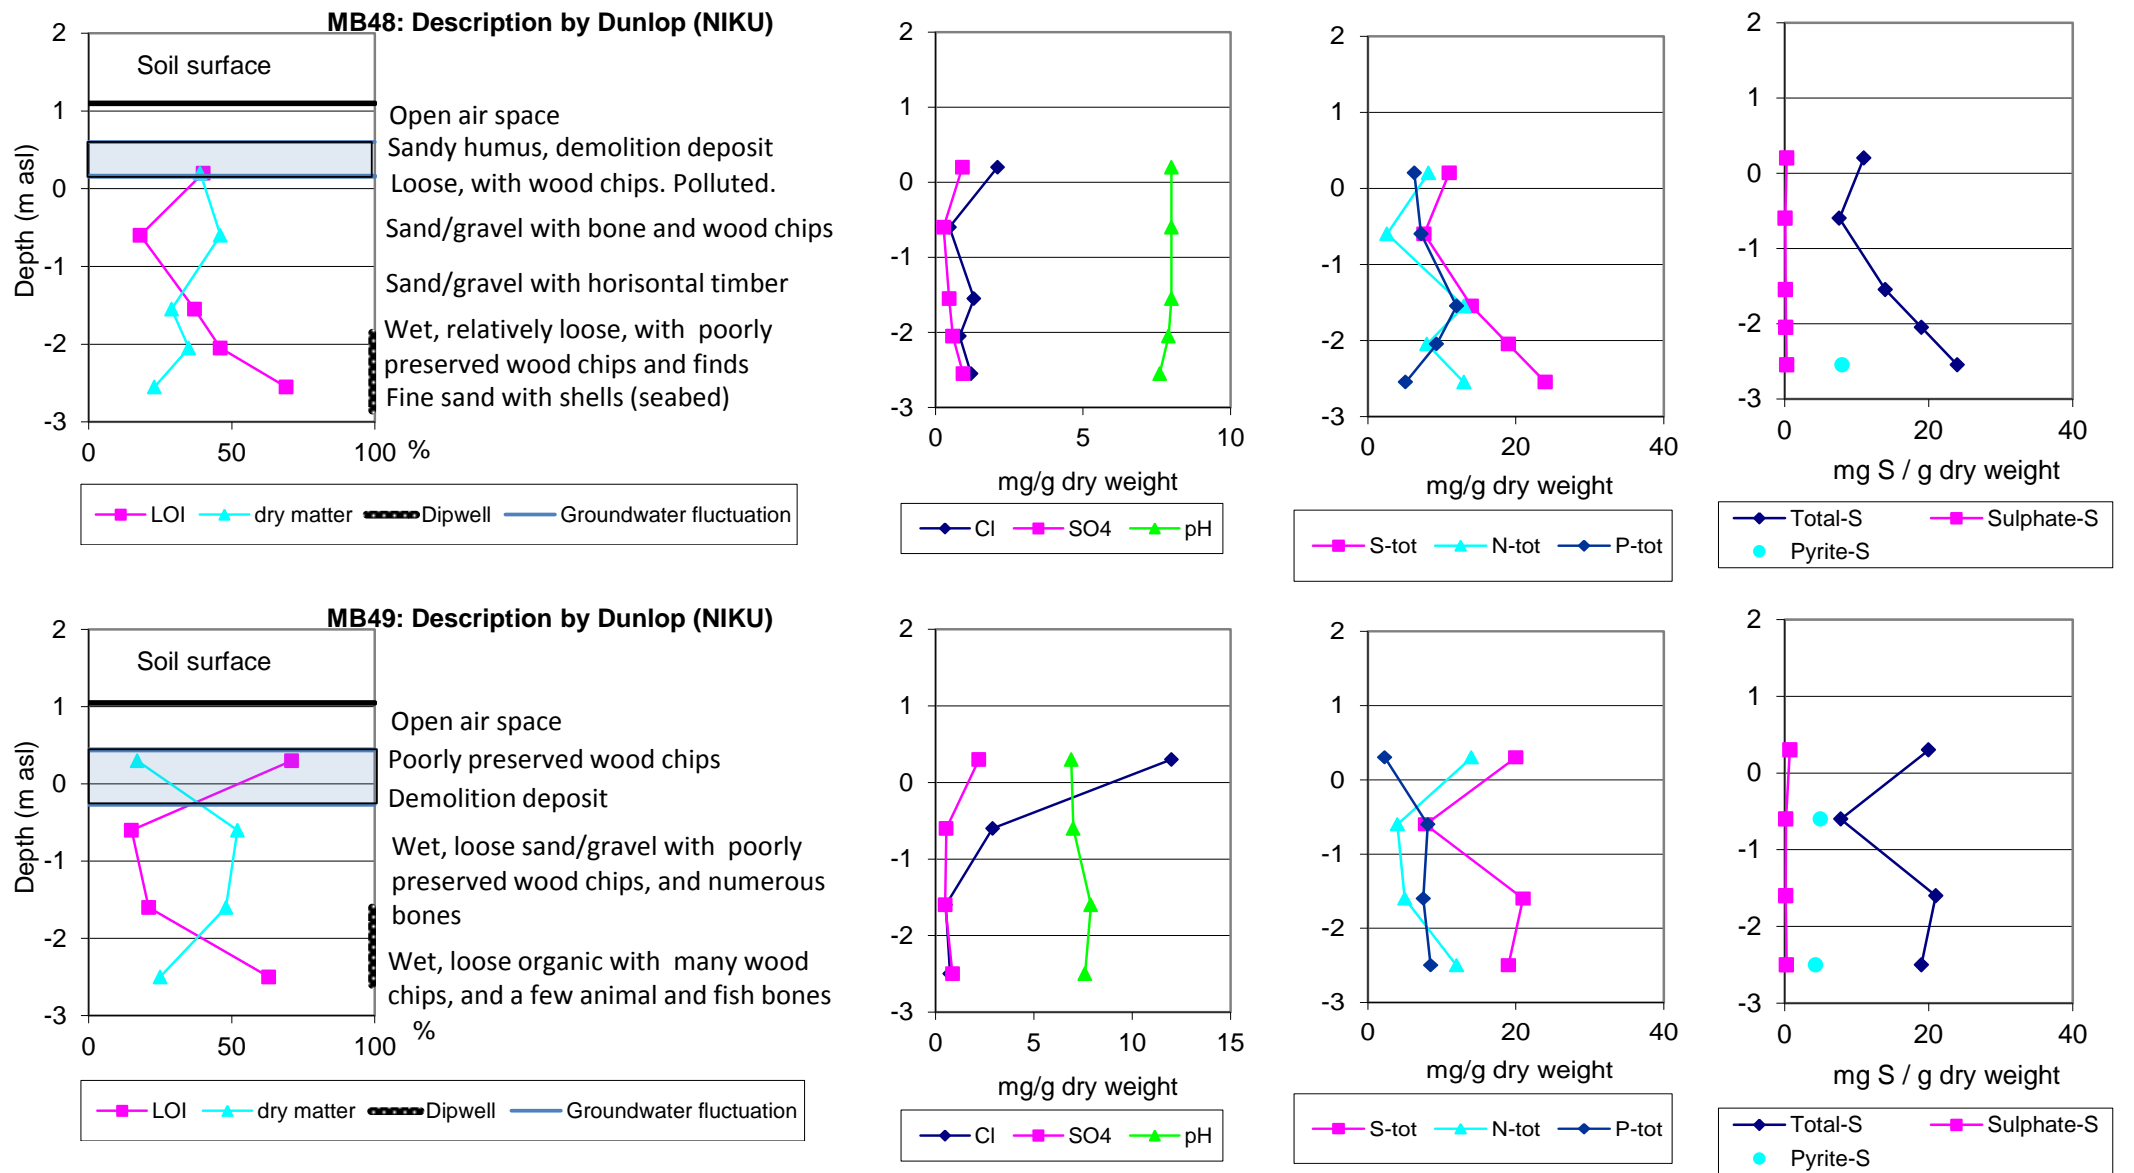 MB48: Description by Dunlop (NIKU)
2
1
0
-1
-2
-3
Depth (m asl)
Soil surface
Open air space
Sandy humus, demolition deposit
Loose, with wood chips. Polluted.
Sand/gravel with bone and wood chips
Sand/gravel with horisontal timber
Wet, relatively loose, with poorly
preserved wood chips and finds
Fine sand with shells (seabed)
0 50 100 %
LOI dry matter Dipwell Groundwater fluctuation
2
1
0
-1
-2
-3
0 5 10
mg/g dry weight
Cl SO4 pH
2
1
0
-1
-2
-3
0 20 40
mg/g dry weight
S-tot N-tot P-tot
2
1
0
-1
-2
-3
0 20 40
mg S / g dry weight
Total-S Sulphate-S
Pyrite-S
MB49: Description by Dunlop (NIKU)
2
1
0
-1
-2
-3
Depth (m asl)
Soil surface
Open air space
Poorly preserved wood chips
Demolition deposit
Wet, loose sand/gravel with poorly
preserved wood chips, and numerous
bones
Wet, loose organic with many wood
chips, and a few animal and fish bones
%
0 50 100
LOI dry matter Dipwell Groundwater fluctuation
2
1
0
-1
-2
-3
0 5 10 15
mg/g dry weight
Cl SO4 pH
2
1
0
-1
-2
-3
0 20 40
mg/g dry weight
S-tot N-tot P-tot
2
1
0
-1
-2
-3
0 20 40
mg S / g dry weight
Total-S Sulphate-S
Pyrite-S